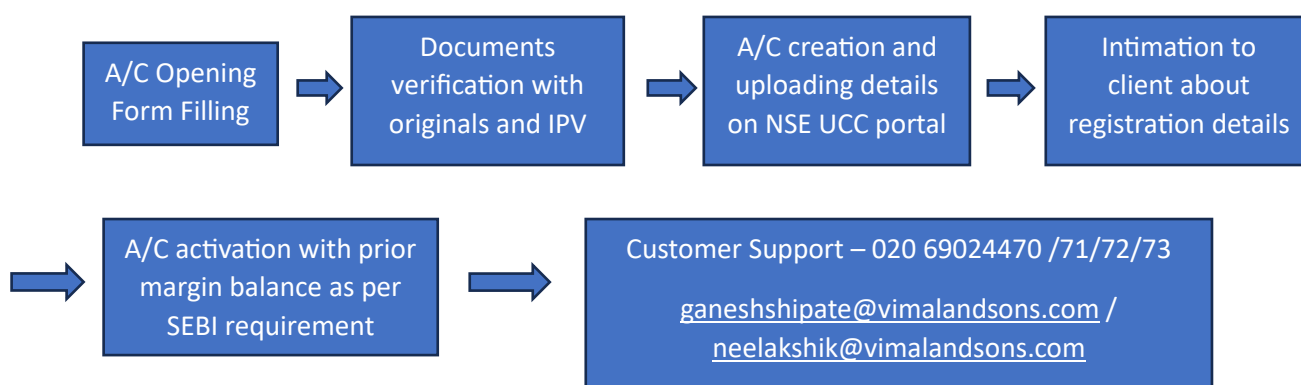 A/C Opening
Form Filling
Documents
verification with
originals and IPV
A/C creation and
uploading details
on NSE UCC portal
Intimation to
client about
registration details
A/C activation with prior
margin balance as per
SEBI requirement
Customer Support – 020 69024470 /71/72/73
ganeshshipate@vimalandsons.com /
neelakshik@vimalandsons.com